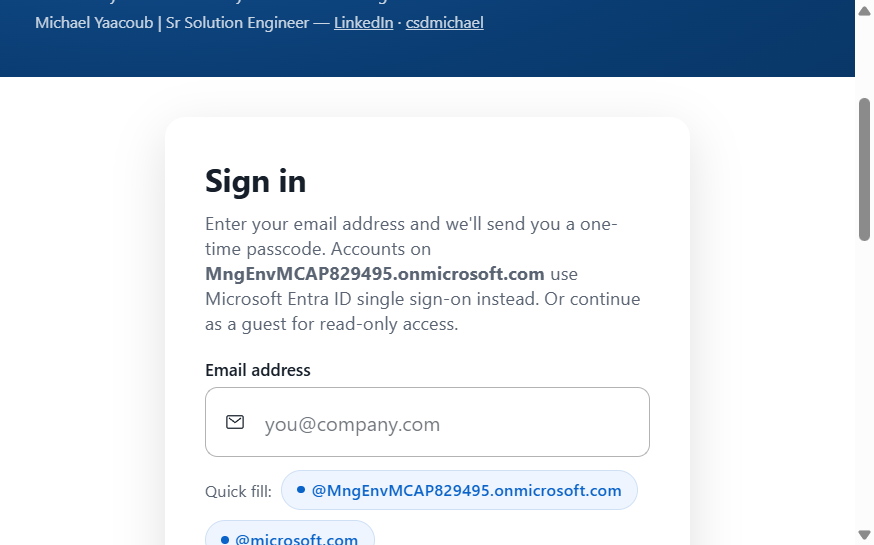 Michael Yaacoub | Sr Solution Engineer — LinkedIn · csdmichael
Sign in
Enter your email address and we'll send you a one-
time passcode. Accounts on
MngEnvMCAP829495.onmicrosoft.com use
Microsoft Entra ID single sign-on instead. Or continue
as a guest for read-only access.
Email address
you@company.com
Quick fill: @MngEnvMCAP829495.onmicrosoft.com
@microsoft.com